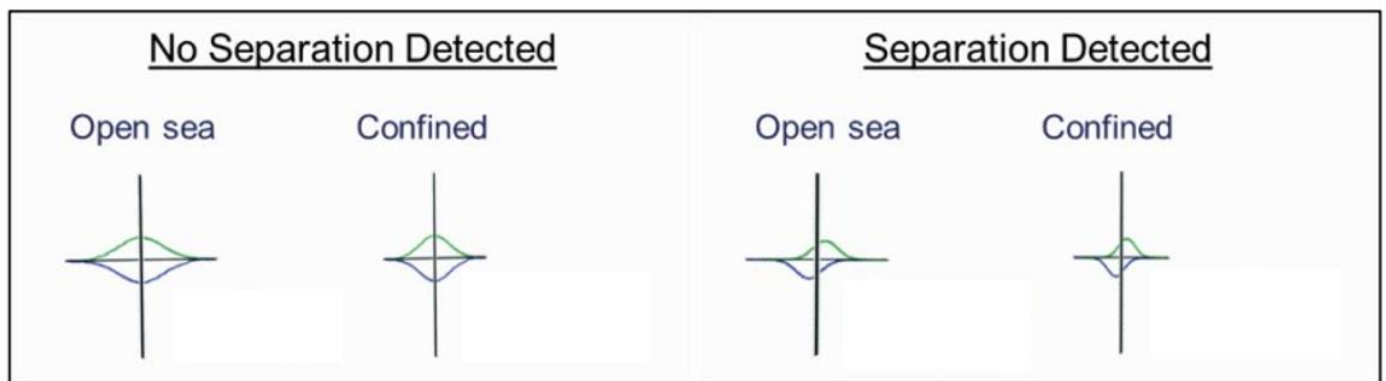 No Separation Detected
Open sea
Confined
Separation Detected
Open sea
Confined